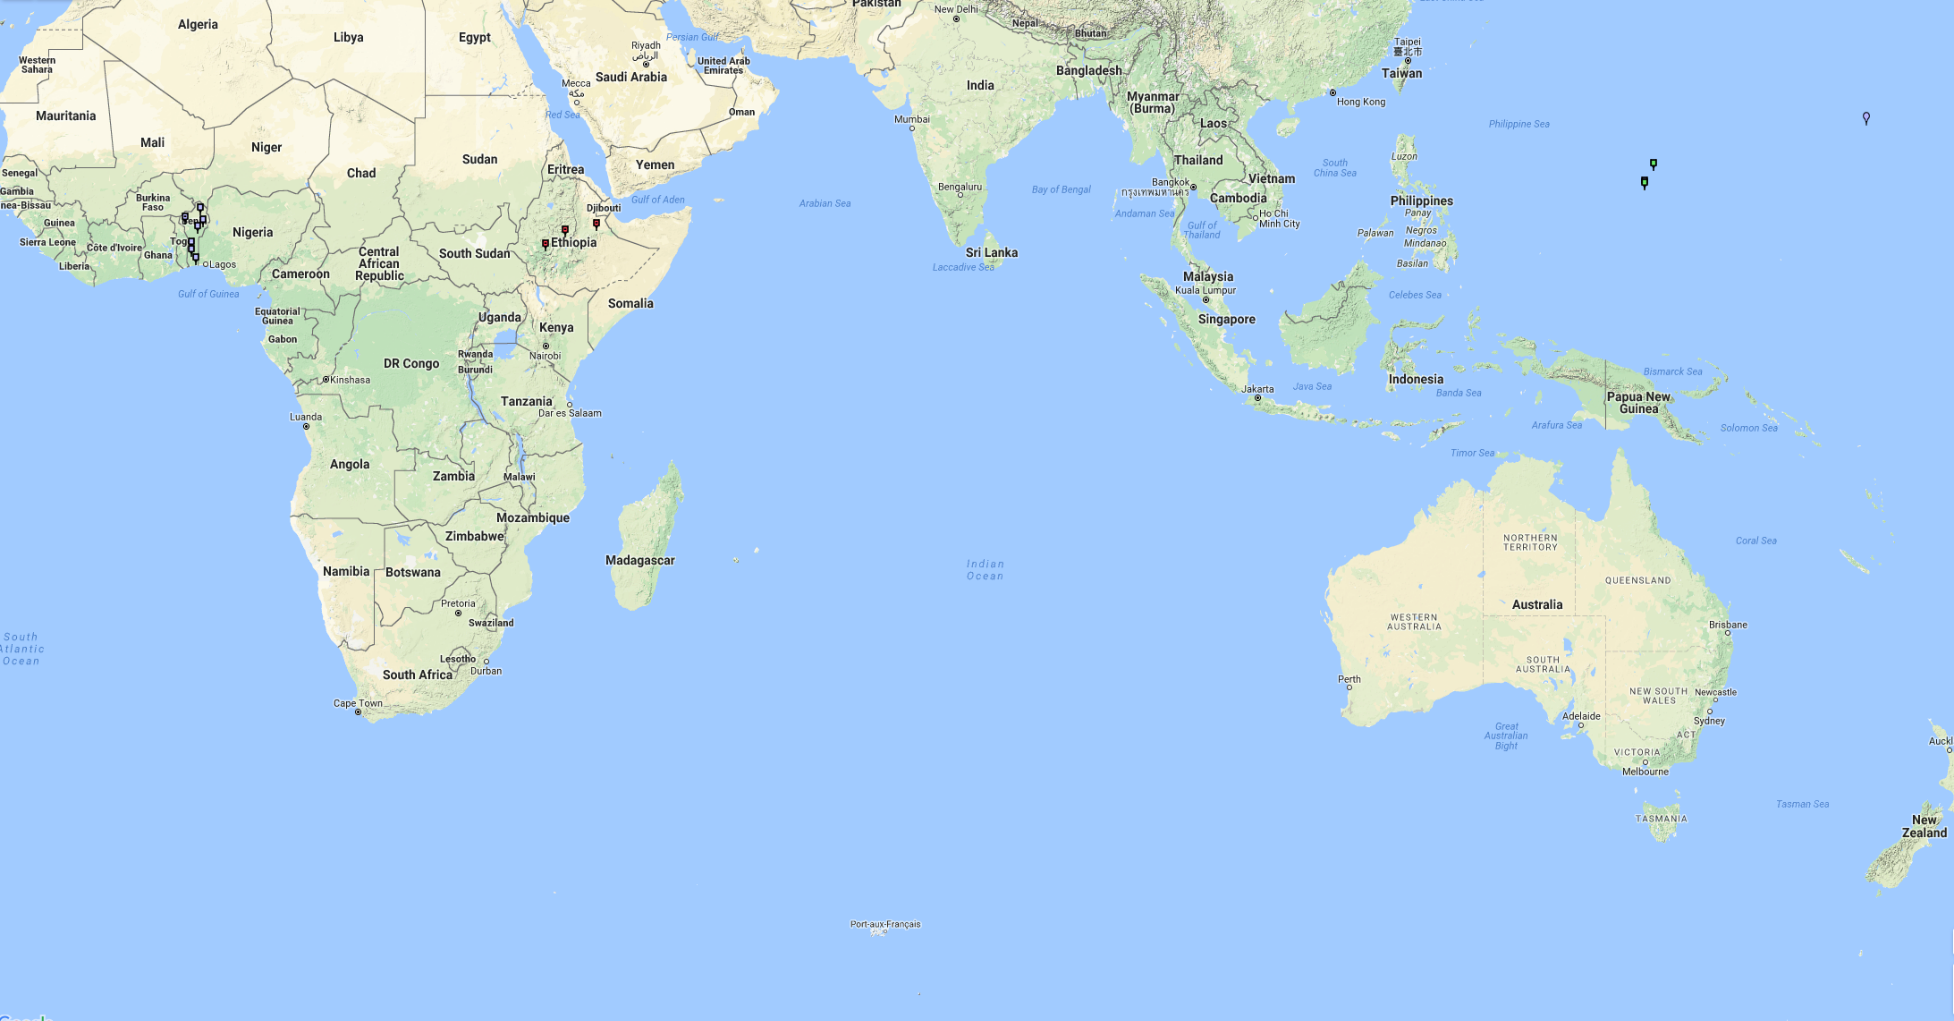 East China Sea
Pakistan
New Delhi
Algeria
Nepal
Bhutan
Libya
Egypt
Persian Gulf
Riyadh
الرياض
Taipei
臺北市
Western
Sahara
United Arab
Emirates
Bangladesh
Taiwan
Saudi Arabia
India
Mecca
مكة
Myanmar
(Burma)
Hong Kong
Mauritania
Red Sea
Oman
Mumbai
Laos
Philippine Sea
Mali
Niger
Sudan
Eritrea
Yemen
Thailand
South
China Sea
Luzon
Senegal
Chad
Gambia
Bangkok
กรุงเทพมหานคร
Vietnam
Bengaluru
Bay of Bengal
Burkina
Faso
Gulf of Aden
Arabian Sea
Cambodia
Philippines
nea-Bissau
Djibouti
Andaman Sea
Ho Chi
Minh City
Panay
Guinea
Nigeria
Gulf of
Thailand
Palawan
Negros
Sierra Leone
Togo
Ethiopia
Mindanao
Côte d'Ivoire
Ghana
Central
African
Republic
South Sudan
Sri Lanka
Basilan
Liberia
Lagos
Laccadive Sea
Cameroon
Malaysia
Kuala Lumpur
Gulf of Guinea
Somalia
Celebes Sea
Equatorial
Guinea
Uganda
Kenya
Singapore
Gabon
Nairobi
DR Congo
Rwanda
Burundi
Bismarck Sea
Kinshasa
Indonesia
Jakarta
Java Sea
Banda Sea
Tanzania
Dar es Salaam
Papua New
Guinea
Luanda
Arafura Sea
Solomon Sea
Timor Sea
Angola
Zambia
Malawi
Mozambique
Zimbabwe
Coral Sea
NORTHERN
TERRITORY
Madagascar
Indian
Ocean
Namibia
Botswana
QUEENSLAND
Pretoria
Australia
Swaziland
WESTERN
AUSTRALIA
Brisbane
South
Atlantic
Ocean
Lesotho
Durban
South Africa
SOUTH
AUSTRALIA
Perth
NEW SOUTH
WALES
Newcastle
Cape Town
Adelaide
Sydney
Great
Australian
Bight
ACT
Auckl
VICTORIA
Melbourne
Tasman Sea
TASMANIA
New
Zealand
Port-aux-Français